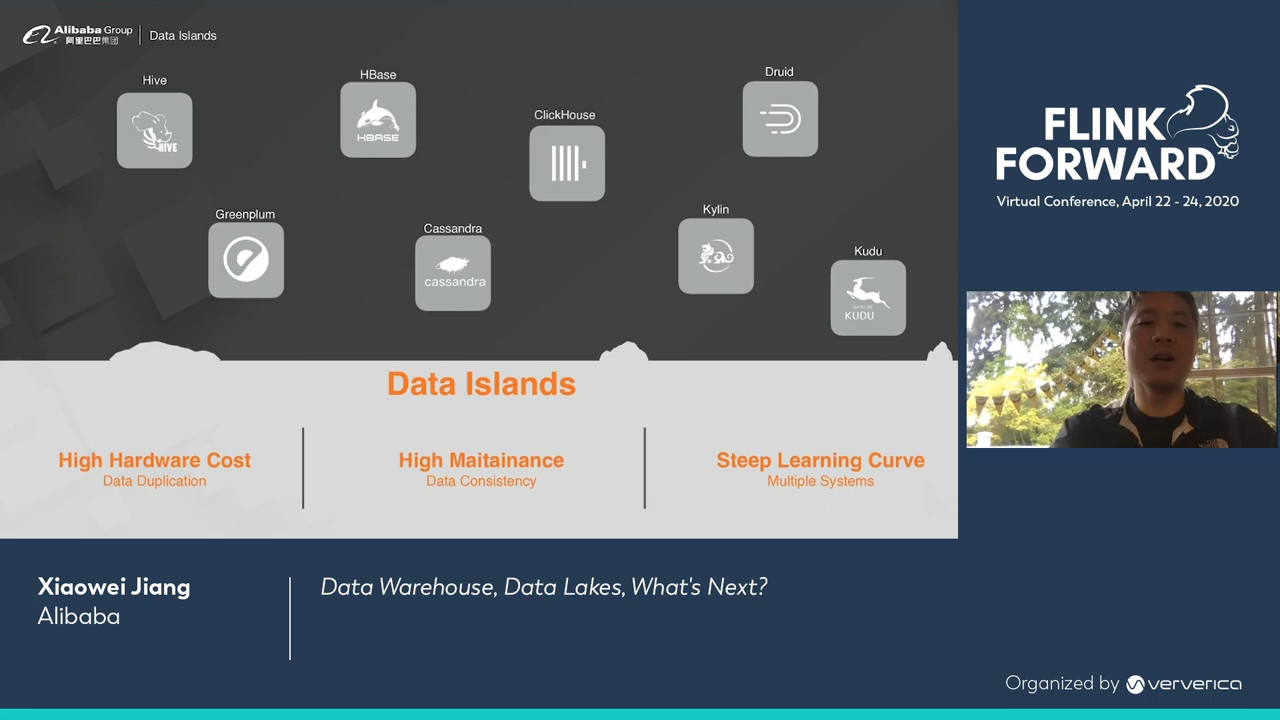 Alibaba Group
阿里巴巴集团
Data Islands
Hive
HBase
Druid
ClickHouse
HIVE
HBASE
Greenplum
Cassandra
Kylin
Kudu
cassandra
KUDU
Data Islands
High Hardware Cost
Data Duplication
High Maitainance
Data Consistency
Steep Learning Curve
Multiple Systems
FLINK
FORWARD
Virtual Conference, April 22 - 24, 2020
Xiaowei Jiang
Alibaba
Data Warehouse, Data Lakes, What's Next?
Organized by ververica